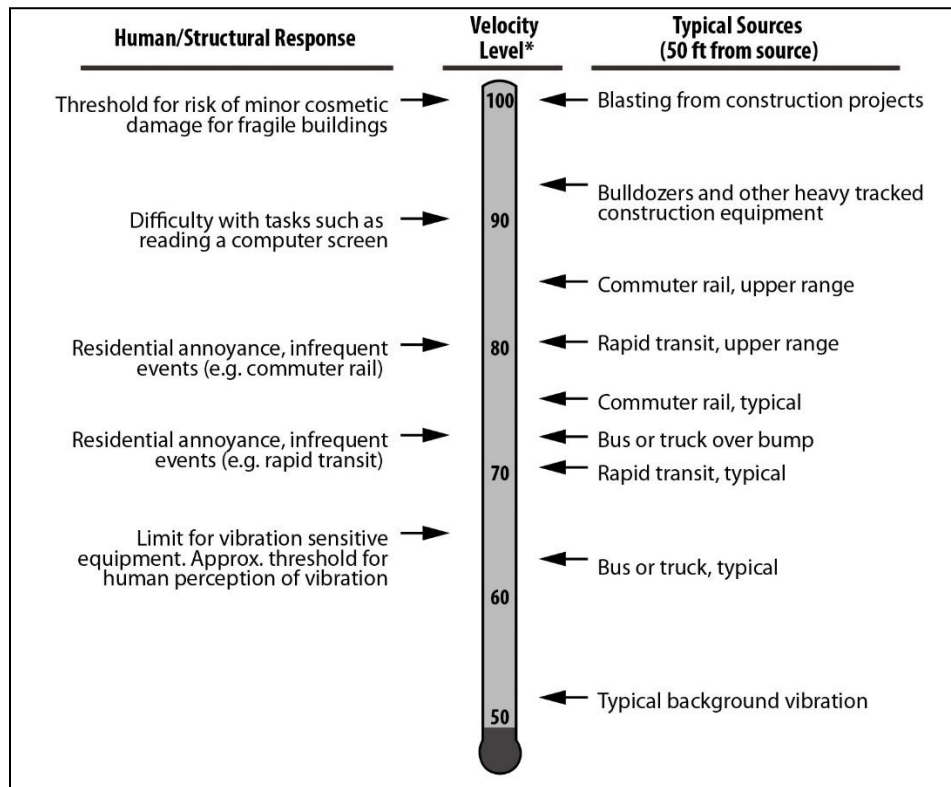 Human/Structural Response
Velocity
Level*
Typical Sources
(50 ft from source)
Threshold for risk of minor cosmetic
damage for fragile buildings
100
Blasting from construction projects
Bulldozers and other heavy tracked
construction equipment
Difficulty with tasks such as
reading a computer screen
90
Commuter rail, upper range
Residential annoyance, infrequent
events (e.g. commuter rail)
80
Rapid transit, upper range
Commuter rail, typical
Residential annoyance, infrequent
events (e.g. rapid transit)
Bus or truck over bump
70
Rapid transit, typical
Limit for vibration sensitive
equipment. Approx. threshold for
human perception of vibration
Bus or truck, typical
60
Typical background vibration
50